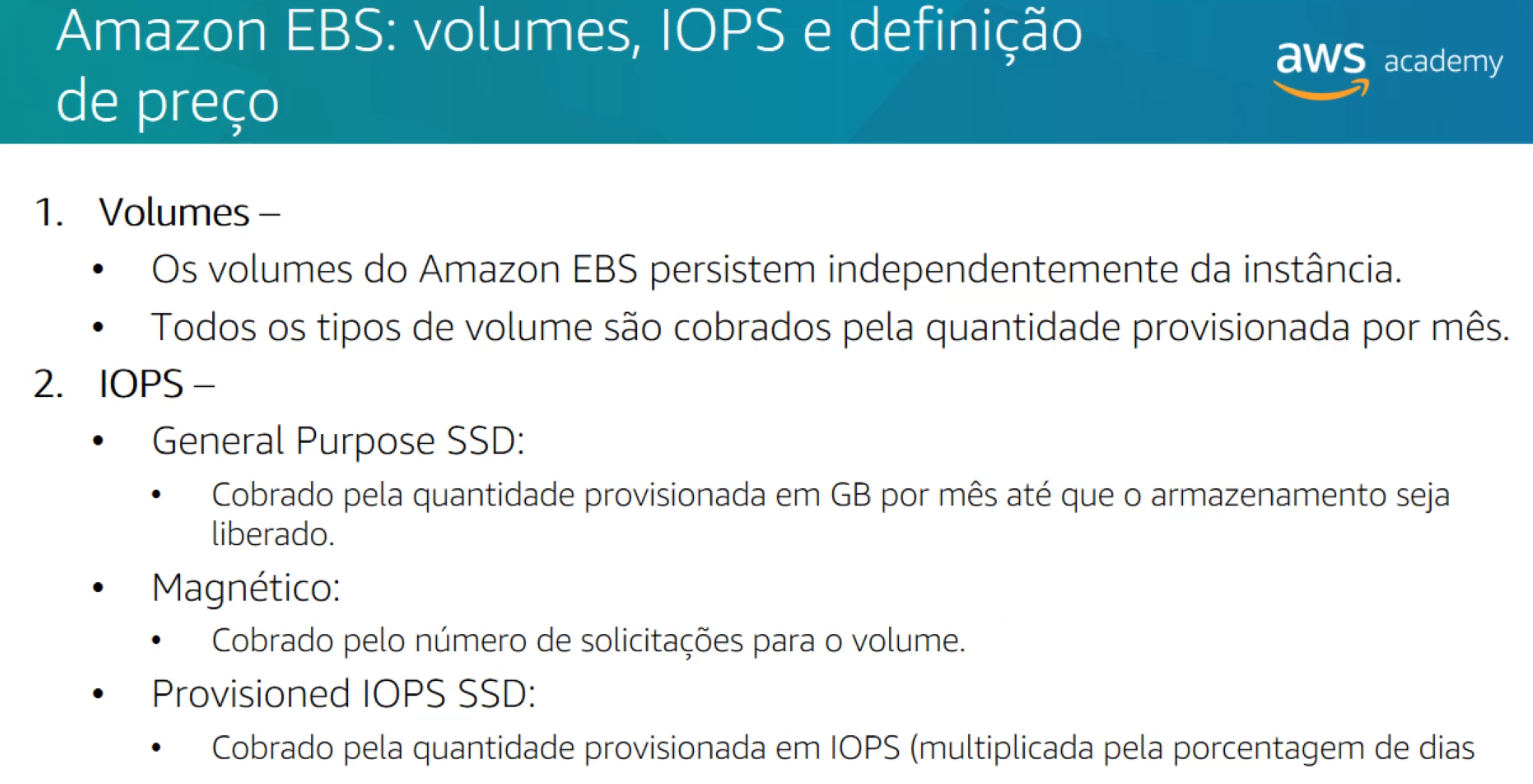 Amazon EBS: volumes, IOPS e definição
de preço
aws academy
1. Volumes –
• Os volumes do Amazon EBS persistem independentemente da instância.
• Todos os tipos de volume são cobrados pela quantidade provisionada por mês.
2. IOPS –
• General Purpose SSD:
• Cobrado pela quantidade provisionada em GB por mês até que o armazenamento seja
liberado.
• Magnético:
• Cobrado pelo número de solicitações para o volume.
• Provisioned IOPS SSD:
• Cobrado pela quantidade provisionada em IOPS (multiplicada pela porcentagem de dias